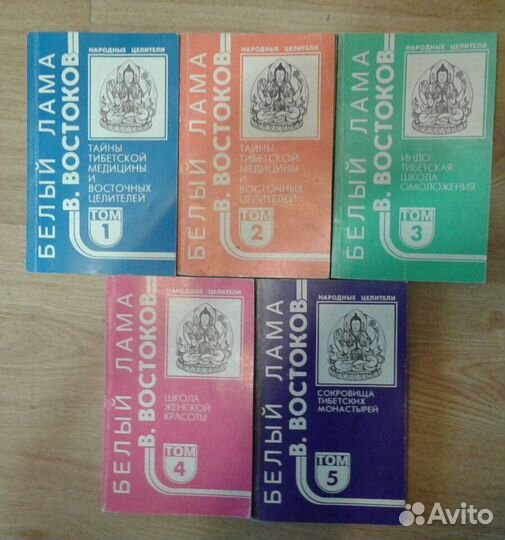 НАРОДНЫЕ ЦЕЛИТЕЛИ
БЕЛЫЙ ЛАМА
В. ВОСТОКОВ
ТАЙНЫ
ТИБЕТСКОЙ
МЕДИЦИНЫ
И
ВОСТОЧНЫХ
ЦЕЛИТЕЛЕЙ
ТОМ
1
НАРОДНЫЕ ЦЕЛИТЕЛИ
БЕЛЫЙ ЛАМА
В. ВОСТОКОВ
ТАЙНЫ
ТИБЕТСКОЙ
МЕДИЦИНЫ И
ВОСТОЧНЫХ
ЦЕЛИТЕЛЕЙ
ТОМ
2
НАРОДНЫЕ ЦЕЛИТЕЛИ
БЕЛЫЙ ЛАМА
В. ВОСТОКОВ
ИНДО-
ТИБЕТСКАЯ
ШКОЛА
ОМОЛОЖЕНИЯ
ТОМ
3
НАРОДНЫЕ ЦЕЛИТЕЛИ
БЕЛЫЙ ЛАМА
В. ВОСТОКОВ
ШКОЛА
ЖЕНСКОЙ
КРАСОТЫ
ТОМ
4
НАРОДНЫЕ ЦЕЛИТЕЛИ
БЕЛЫЙ ЛАМА
В. ВОСТОКОВ
СОКРОВИЩА
ТИБЕТСКИХ
МОНАСТЫРЕЙ
ТОМ
5
Avito